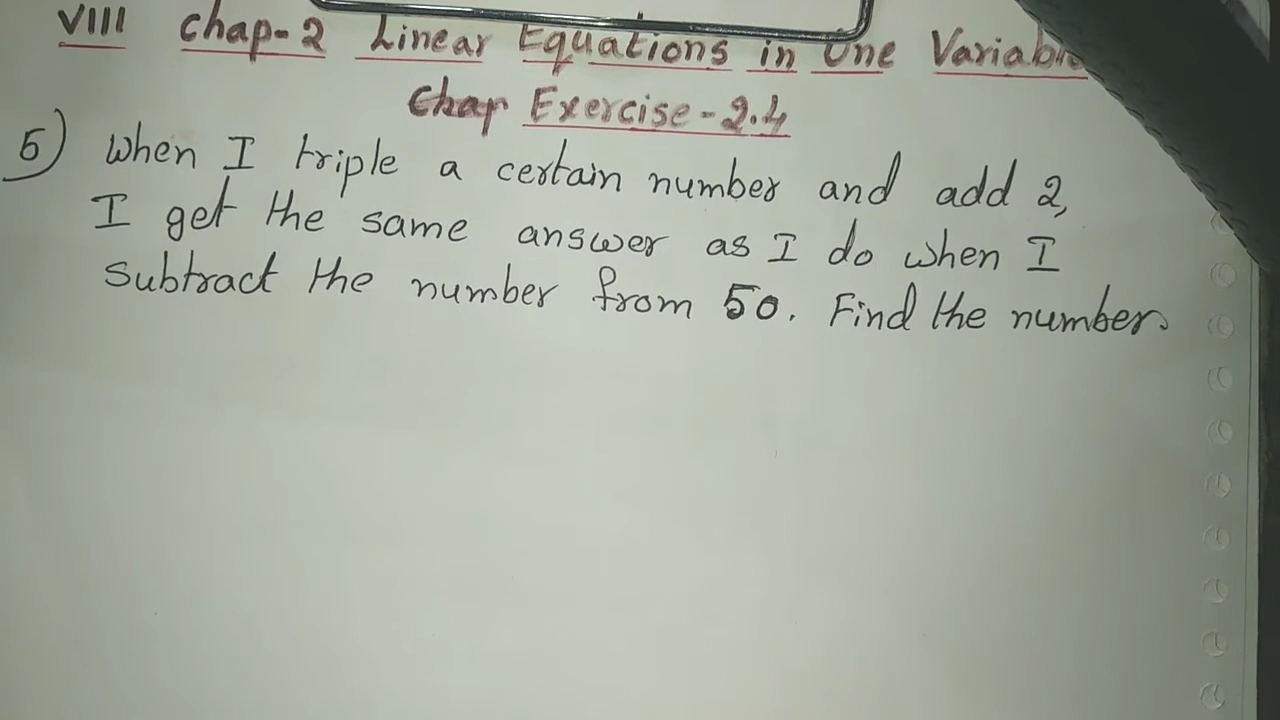 VIII Chap-2 Linear Equations in One Variable
Chap Exercise-2.4
5) When I triple a certain number and add 2,
I get the same answer as I do when I
subtract the number from 50. Find the number.